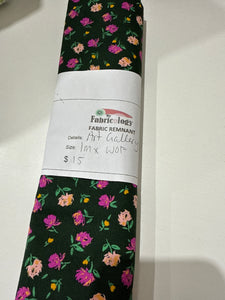 Fabricology
FABRIC REMNANT
Details: Art Gallery
Size: 1m x WOF
$ 15